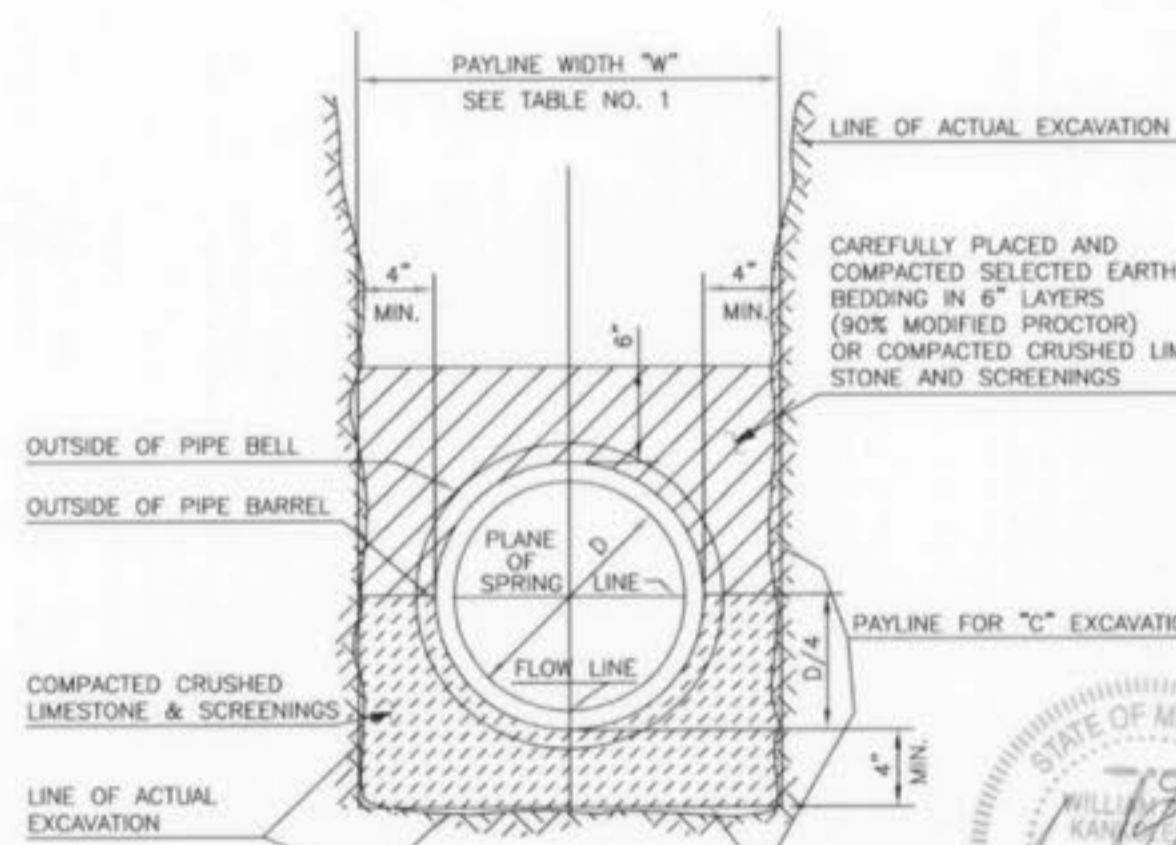 PAYLINE WIDTH "W"
SEE TABLE NO. 1
LINE OF ACTUAL EXCAVATION
CAREFULLY PLACED AND
COMPACTED SELECTED EARTH
BEDDING IN 6" LAYERS
(90% MODIFIED PROCTOR)
OR COMPACTED CRUSHED LIM
STONE AND SCREENINGS
4"
MIN.
4"
MIN.
6"
OUTSIDE OF PIPE BELL
OUTSIDE OF PIPE BARREL
PLANE
OF
SPRING LINE
D
FLOW LINE
D/4
PAYLINE FOR "C" EXCAVATIO
COMPACTED CRUSHED
LIMESTONE & SCREENINGS
4"
MIN.
LINE OF ACTUAL
EXCAVATION
STATE OF M